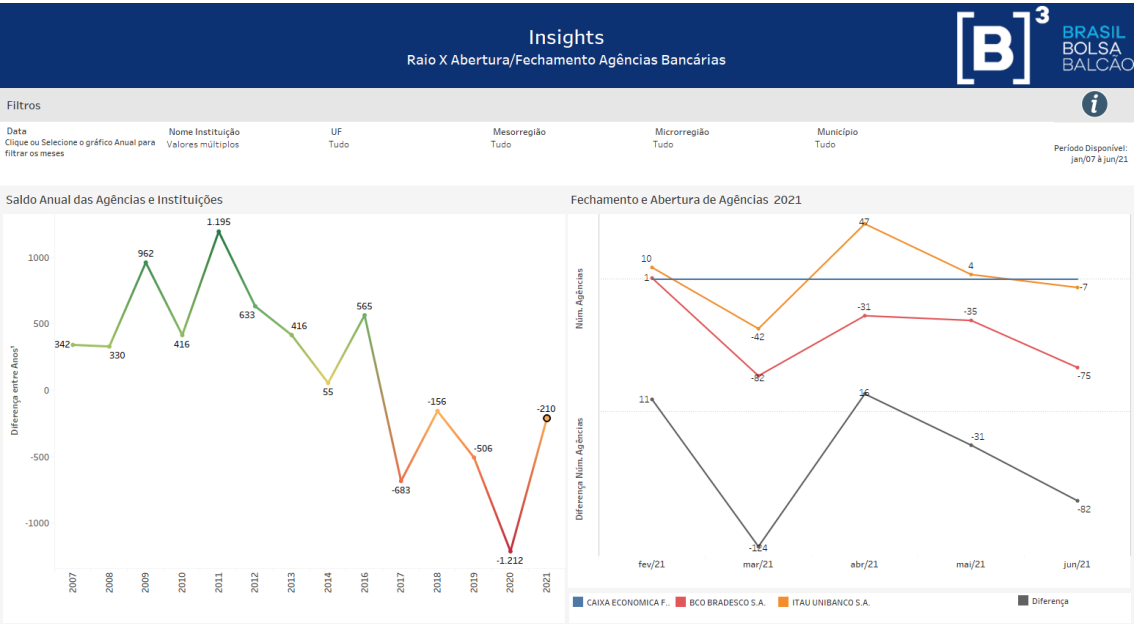 Insights
Raio X Abertura/Fechamento Agências Bancárias
[B]³
BRASIL
BOLSA
BALCÃO
Filtros
i
Data
Clique ou Selecione o gráfico Anual para
filtrar os meses
Nome Instituição
Valores múltiplos
UF
Tudo
Mesorregião
Tudo
Microrregião
Tudo
Município
Tudo
Período Disponível:
jan/07 à jun/21
Saldo Anual das Agências e Instituições
Diferença entre Anos¹
1000
500
0
-500
-1000
342
330
962
416
1.195
633
416
55
565
-683
-156
-506
-1.212
-210
2007
2008
2009
2010
2011
2012
2013
2014
2016
2017
2018
2019
2020
2021
Fechamento e Abertura de Agências 2021
Núm. Agências
10
1
-42
-82
47
-31
4
-35
-7
-75
Diferença Núm. Agências
11
-124
16
-31
-82
fev/21
mar/21
abr/21
mai/21
jun/21
CAIXA ECONOMICA F..
BCO BRADESCO S.A.
ITAU UNIBANCO S.A.
Diferença